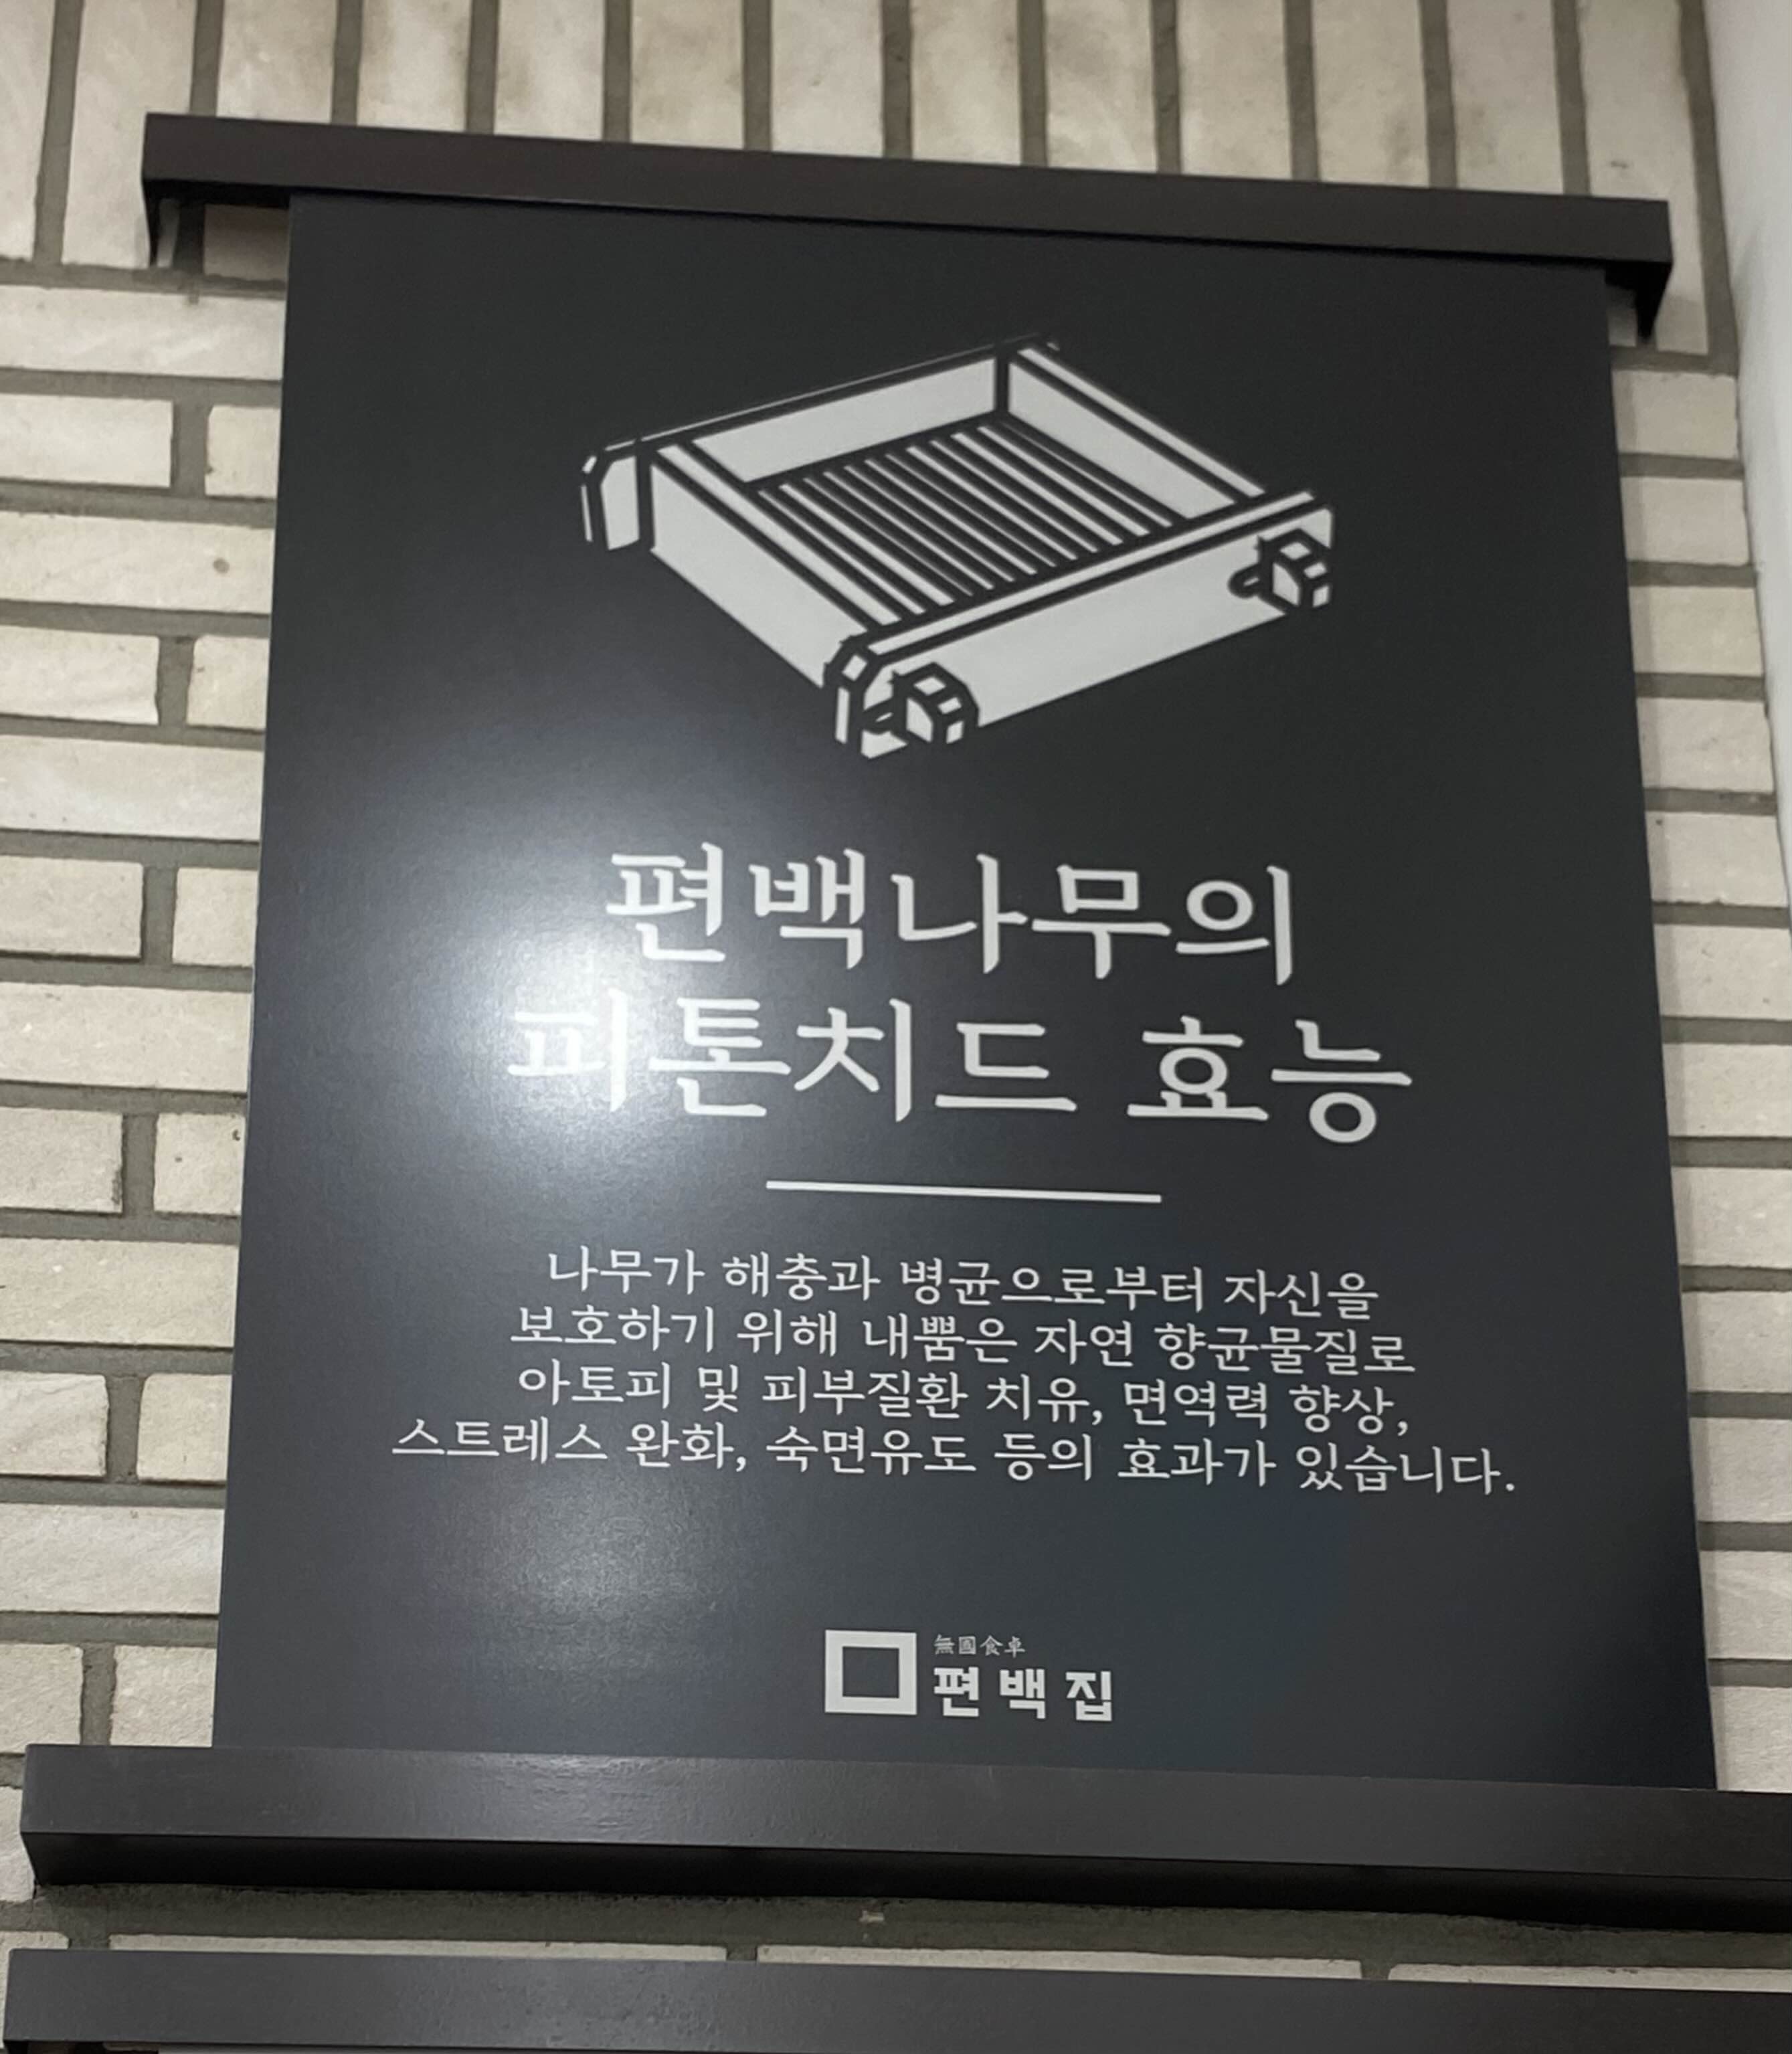 편백나무의
피톤치드 효능
나무가 해충과 병균으로부터 자신을
보호하기 위해 내뿜은 자연 향균물질로
아토피 및 피부질환 치유, 면역력 향상,
스트레스 완화, 숙면유도 등의 효과가 있습니다.
無國食卓
편백집